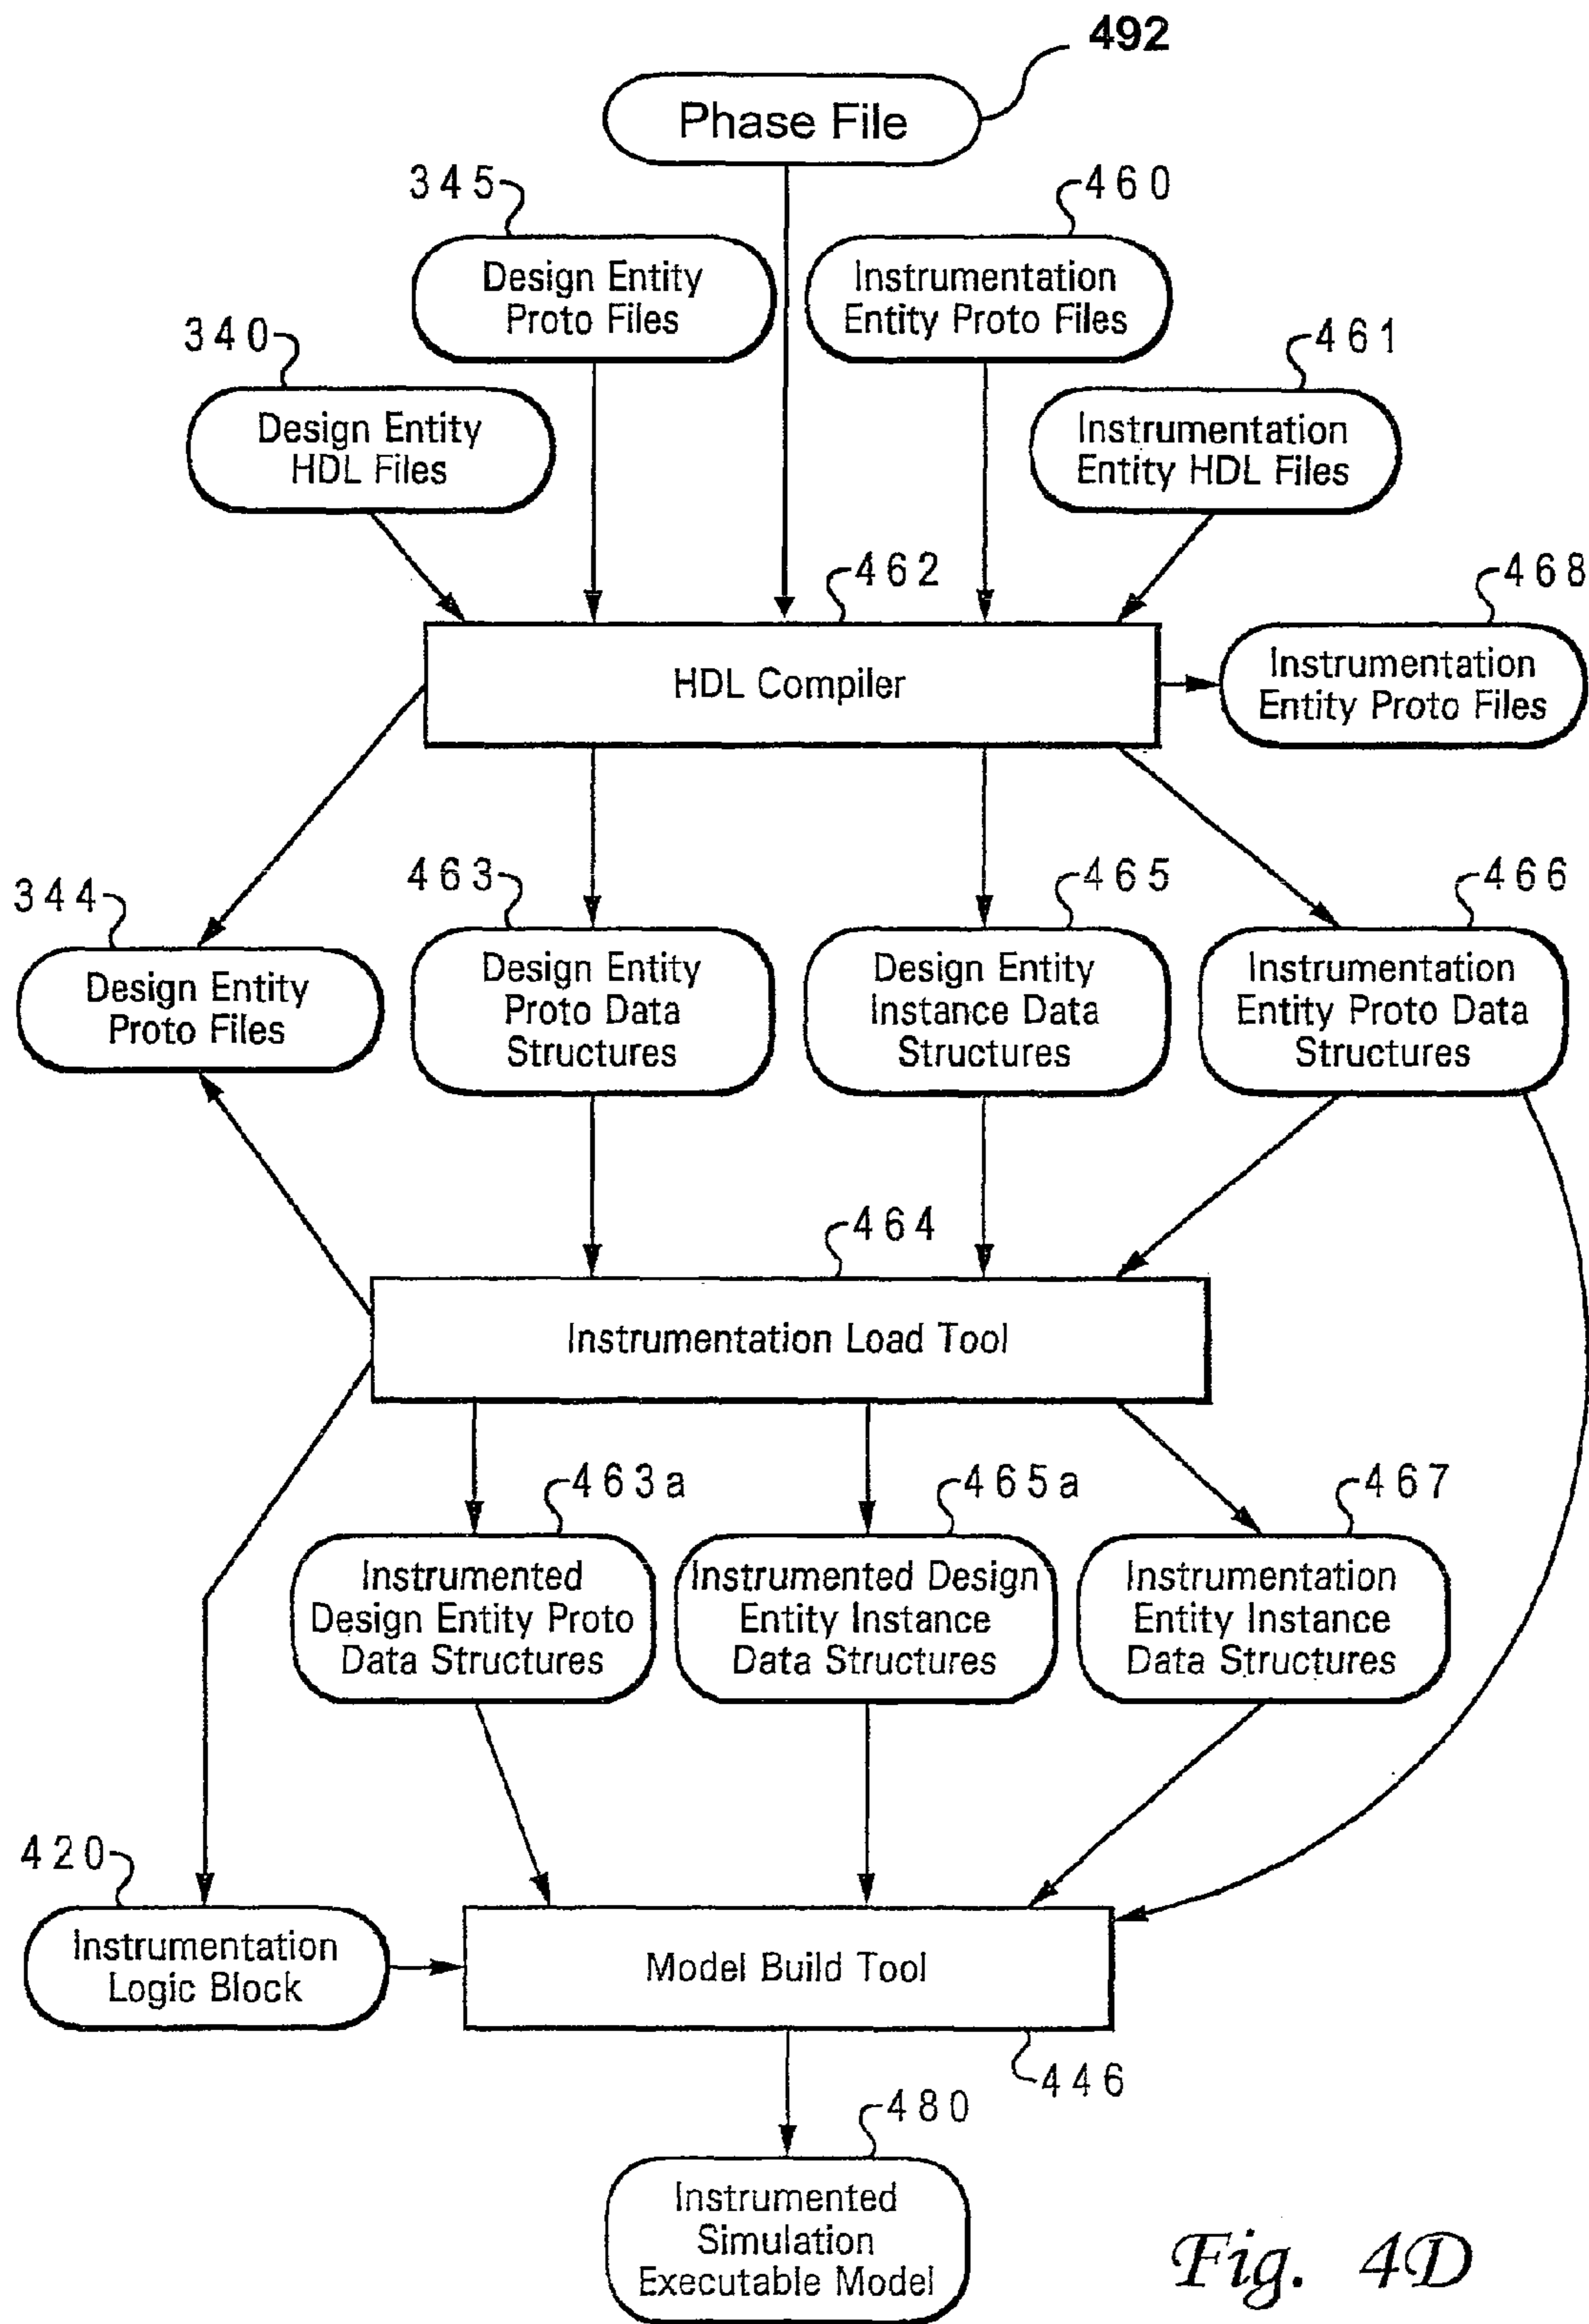 492
Phase File
345
460
Design Entity
Proto Files
Instrumentation
Entity Proto Files
340
461
Design Entity
HDL Files
Instrumentation
Entity HDL Files
462
468
HDL Compiler
Instrumentation
Entity Proto Files
344
463
465
466
Design Entity
Proto Files
Design Entity
Proto Data
Structures
Design Entity
Instance Data
Structures
Instrumentation
Entity Proto Data
Structures
464
Instrumentation Load Tool
463a
465a
467
Instrumented
Design Entity Proto
Data Structures
Instrumented Design
Entity Instance
Data Structures
Instrumentation
Entity Instance
Data Structures
420
Instrumentation
Logic Block
Model Build Tool
446
480
Instrumented
Simulation
Executable Model
Fig. 4D